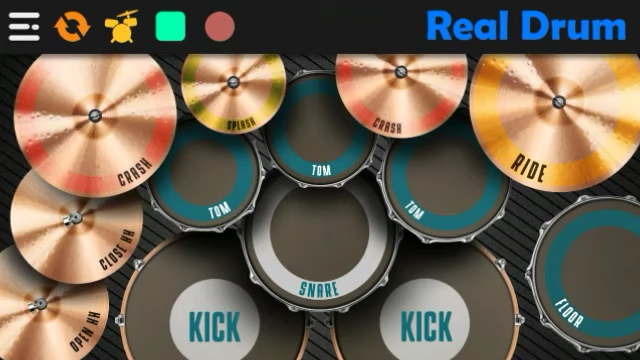 Real Drum
CRASH
SPLASH
CRASH
RIDE
TOM
TOM
TOM
CLOSE HH
SNARE
FLOOR
OPEN HH
KICK
KICK